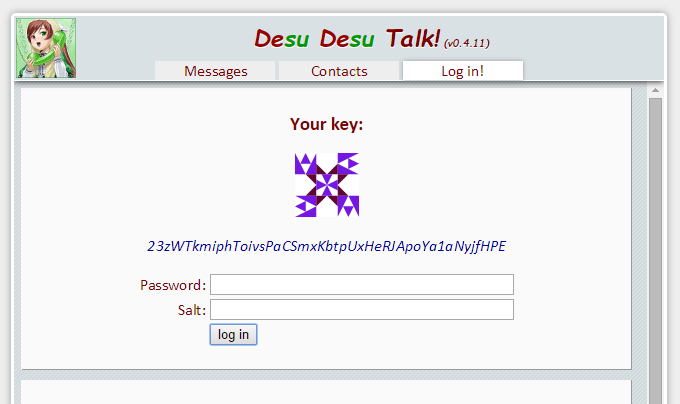 Desu Desu Talk! (v0.4.11)
Messages Contacts Log in!
Your key:
23zWTkmiphToivsPaCSmxKbtpUxHeRJApoYa1aNyjfHPE
Password:
Salt:
log in